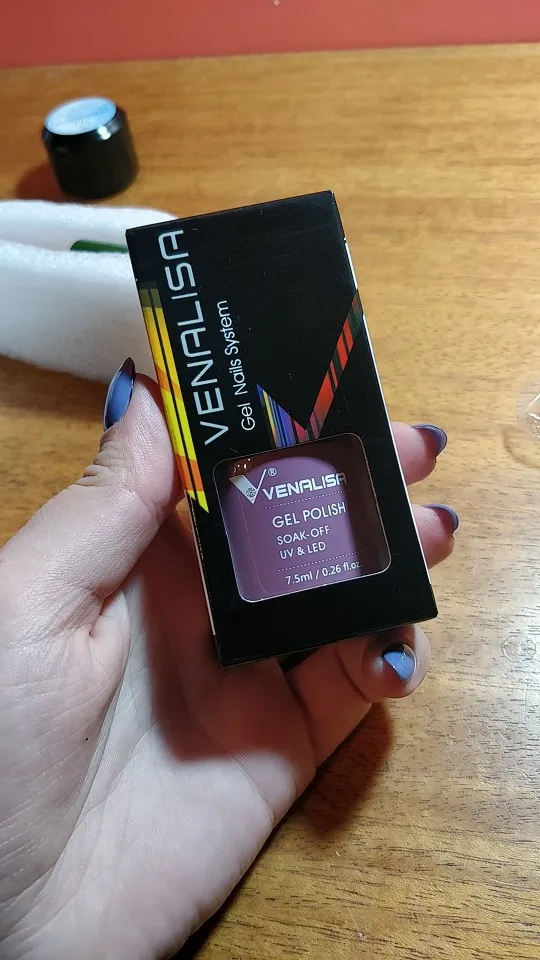 VENALISA
Gel Nails System
VENALISA
GEL POLISH
SOAK-OFF
UV & LED
7.5ml / 0.26 fl.oz